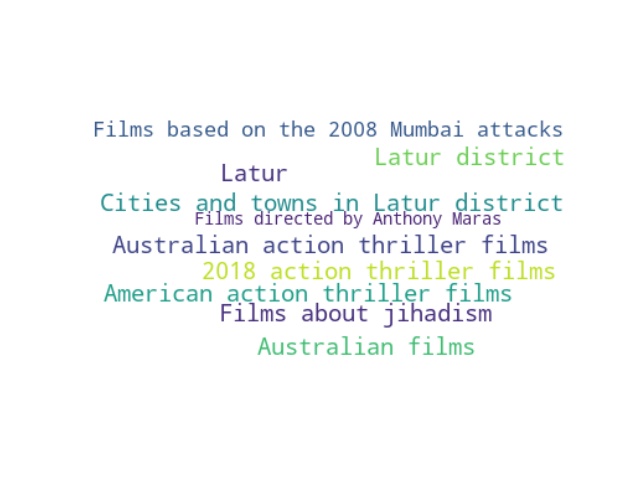 Films based on the 2008 Mumbai attacks
Latur district
Latur
Cities and towns in Latur district
Films directed by Anthony Maras
Australian action thriller films
2018 action thriller films
American action thriller films
Films about jihadism
Australian films